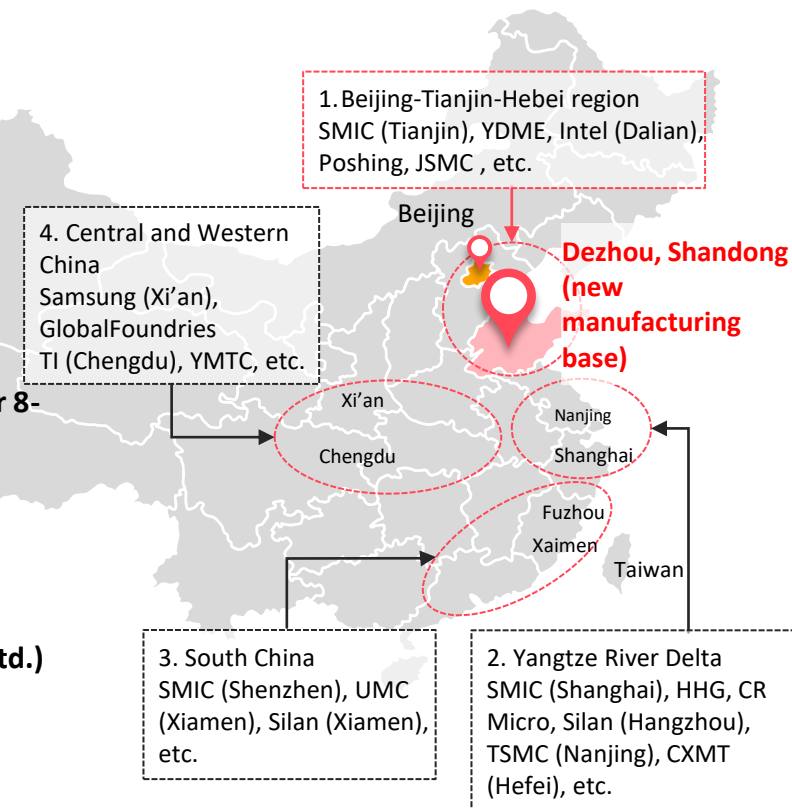 1.Beijing-Tianjin-Hebei region
SMIC (Tianjin), YDME, Intel (Dalian),
Poshing, JSMC , etc.
Beijing
4. Central and Western
China
Samsung (Xi’an),
GlobalFoundries
TI (Chengdu), YMTC, etc.
Dezhou, Shandong
(new
manufacturing
base)
r 8-
Xi’an
Chengdu
Nanjing
Shanghai
Fuzhou
Xaimen
Taiwan
td.)
3. South China
SMIC (Shenzhen), UMC
(Xiamen), Silan (Xiamen),
etc.
2. Yangtze River Delta
SMIC (Shanghai), HHG, CR
Micro, Silan (Hangzhou),
TSMC (Nanjing), CXMT
(Hefei), etc.